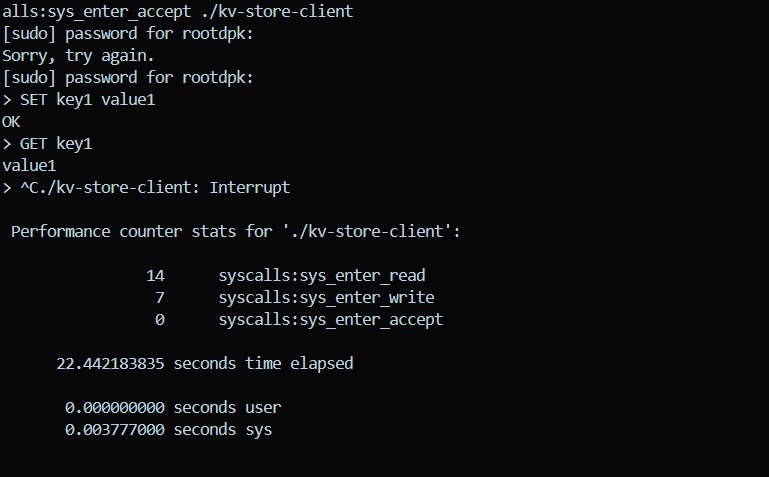 alls:sys_enter_accept ./kv-store-client
[sudo] password for rootdpk:
Sorry, try again.
[sudo] password for rootdpk:
> SET key1 value1
OK
> GET key1
value1
> ^C./kv-store-client: Interrupt
Performance counter stats for './kv-store-client':
14 syscalls:sys_enter_read
7 syscalls:sys_enter_write
0 syscalls:sys_enter_accept
22.442183835 seconds time elapsed
0.000000000 seconds user
0.003777000 seconds sys